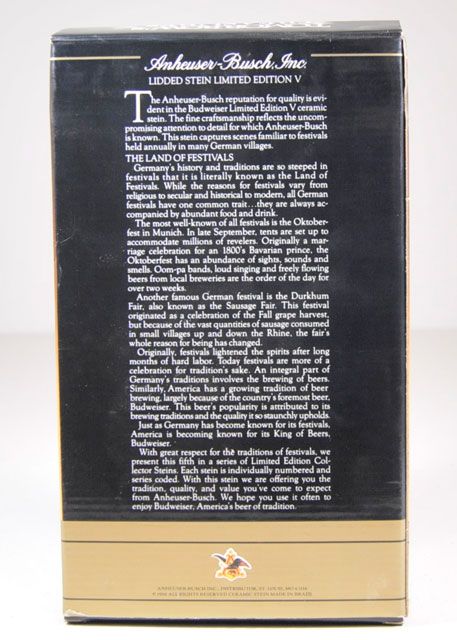 Anheuser-Busch, Inc.
LIDDED STEIN LIMITED EDITION V
The Anheuser-Busch reputation for quality is evi-
dent in the Budweiser Limited Edition V ceramic
stein. The fine craftsmanship reflects the uncom-
promising attention to detail for which Anheuser-Busch
is known. This stein captures scenes familiar to festivals
held annually in many German villages.
THE LAND OF FESTIVALS
Germany's history and traditions are so steeped in
festivals that it is literally known as the Land of
Festivals. While the reasons for festivals vary from
religious to secular and historical to modern, all German
festivals have one common trait...they are always ac-
companied by abundant food and drink.
The most well-known of all festivals is the Oktober-
fest in Munich. In late September, tents are set up to
accommodate millions of revelers. Originally a mar-
riage celebration for an 1800's Bavarian prince, the
Oktoberfest has an abundance of sights, sounds and
smells. Oom-pa bands, loud singing and freely flowing
beers from local breweries are the order of the day for
over two weeks.
Another famous German festival is the Durkhum
Fair, also known as the Sausage Fair. This festival
originated as a celebration of the Fall grape harvest,
but because of the vast quantities of sausage consumed
in small villages up and down the Rhine, the fair's
whole reason for being has changed.
Originally, festivals lightened the spirits after long
months of hard labor. Today festivals are more of a
celebration for tradition's sake. An integral part of
Germany's traditions involves the brewing of beers.
Similarly, America has a growing tradition of beer
brewing, largely because of the country's foremost beer,
Budweiser. This beer's popularity is attributed to its
brewing traditions and the quality it so staunchly upholds.
Just as Germany has become known for its festivals,
America is becoming known for its King of Beers,
Budweiser.
With great respect for the traditions of festivals, we
present this fifth in a series of Limited Edition Col-
lector Steins. Each stein is individually numbered and
series coded. With this stein we are offering you the
tradition, quality, and value you've come to expect
from Anheuser-Busch. We hope you use it often to
enjoy Budweiser, America's beer of tradition.
ANHEUSER-BUSCH INC., DISTRIBUTOR, ST. LOUIS, MO
ALL RIGHTS RESERVED CERAMIC STEIN MADE IN BRAZIL